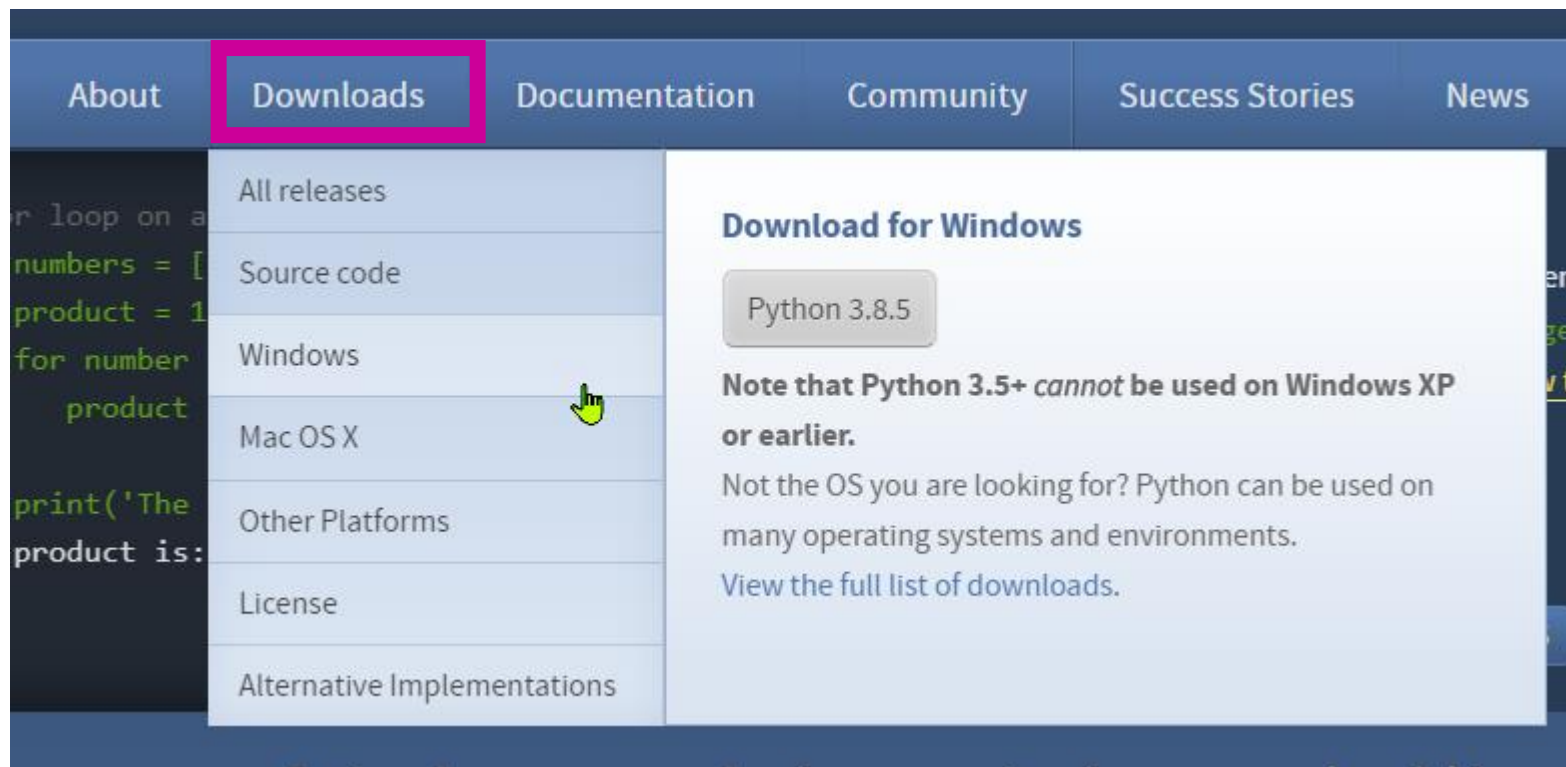 About Downloads Documentation Community Success Stories News
All releases
Source code
Windows
Mac OS X
Other Platforms
License
Alternative Implementations
Download for Windows
Python 3.8.5
Note that Python 3.5+ cannot be used on Windows XP
or earlier.
Not the OS you are looking for? Python can be used on
many operating systems and environments.
View the full list of downloads.
loop on
numbers = [
product = 1
for number
product
print('The
product is: